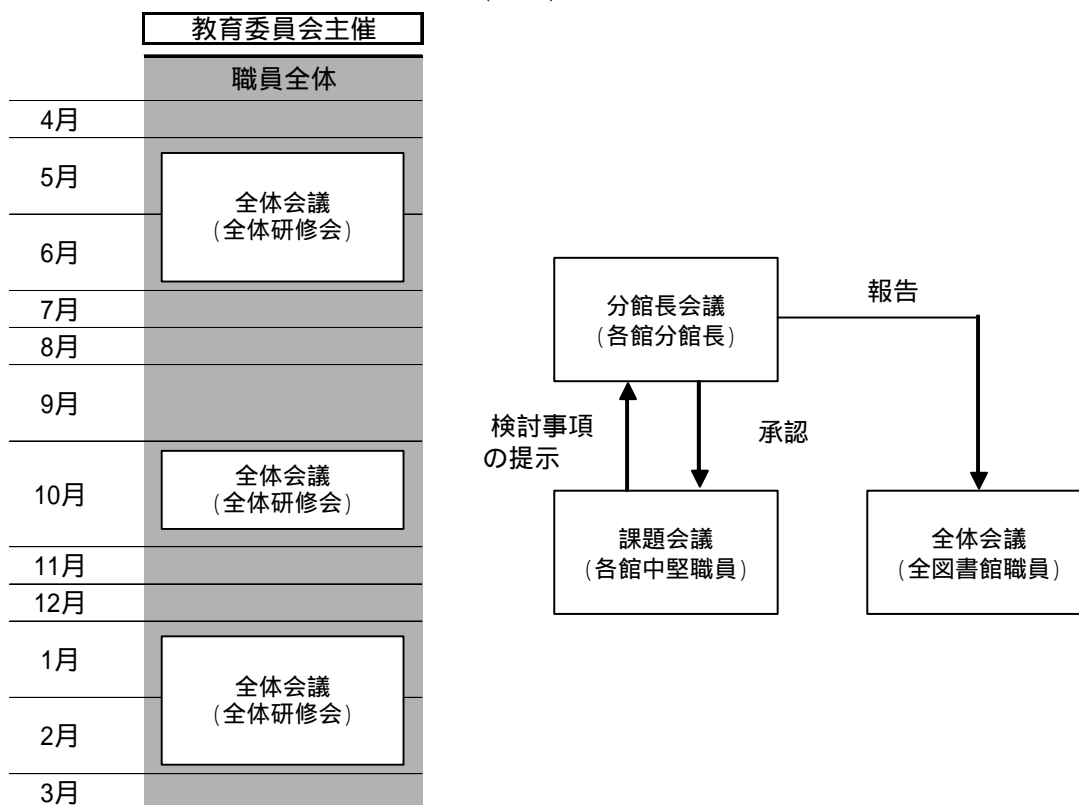 教育委員会主催
職員全体
4月
5月
全体会議
(全体研修会)
6月
7月
8月
9月
10月
全体会議
(全体研修会)
11月
12月
1月
全体会議
(全体研修会)
2月
3月
分館長会議
(各館分館長)
報告
検討事項
の提示
承認
課題会議
(各館中堅職員)
全体会議
(全図書館職員)